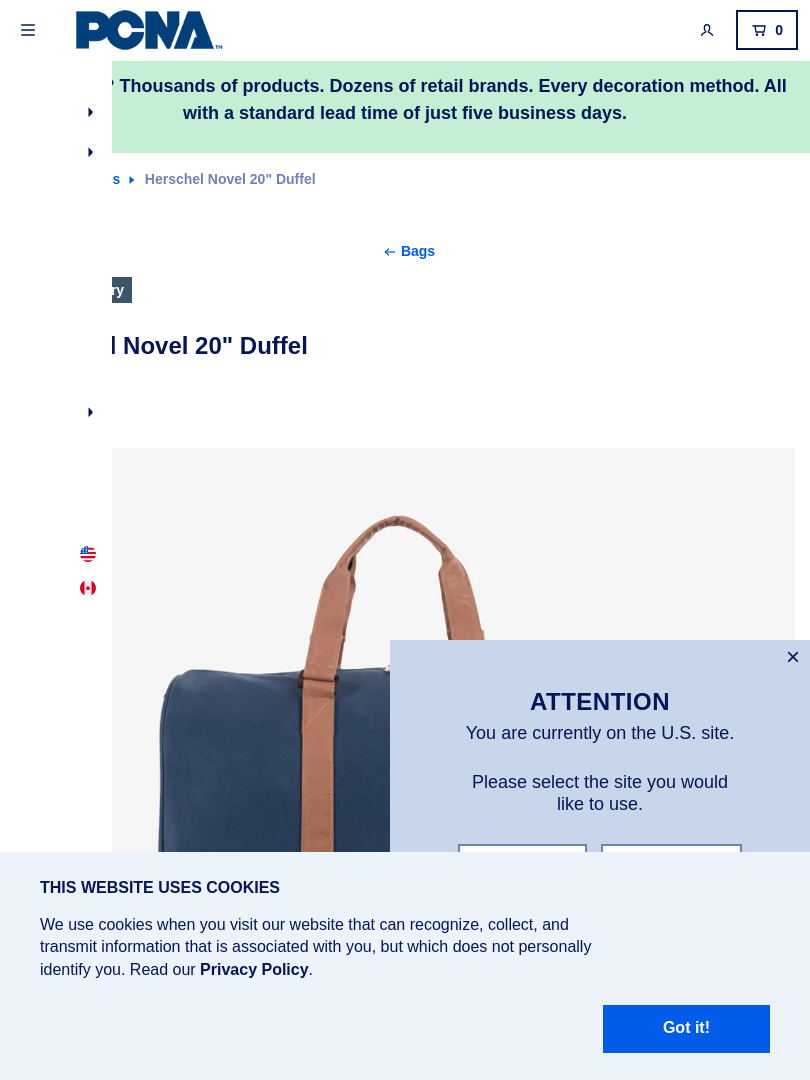 PCNA™
0
? Thousands of products. Dozens of retail brands. Every decoration method. All
with a standard lead time of just five business days.
Herschel Novel 20" Duffel
Bags
Novel 20" Duffel
ATTENTION
You are currently on the U.S. site.
Please select the site you would
like to use.
THIS WEBSITE USES COOKIES
We use cookies when you visit our website that can recognize, collect, and
transmit information that is associated with you, but which does not personally
identify you. Read our Privacy Policy.
Got it!